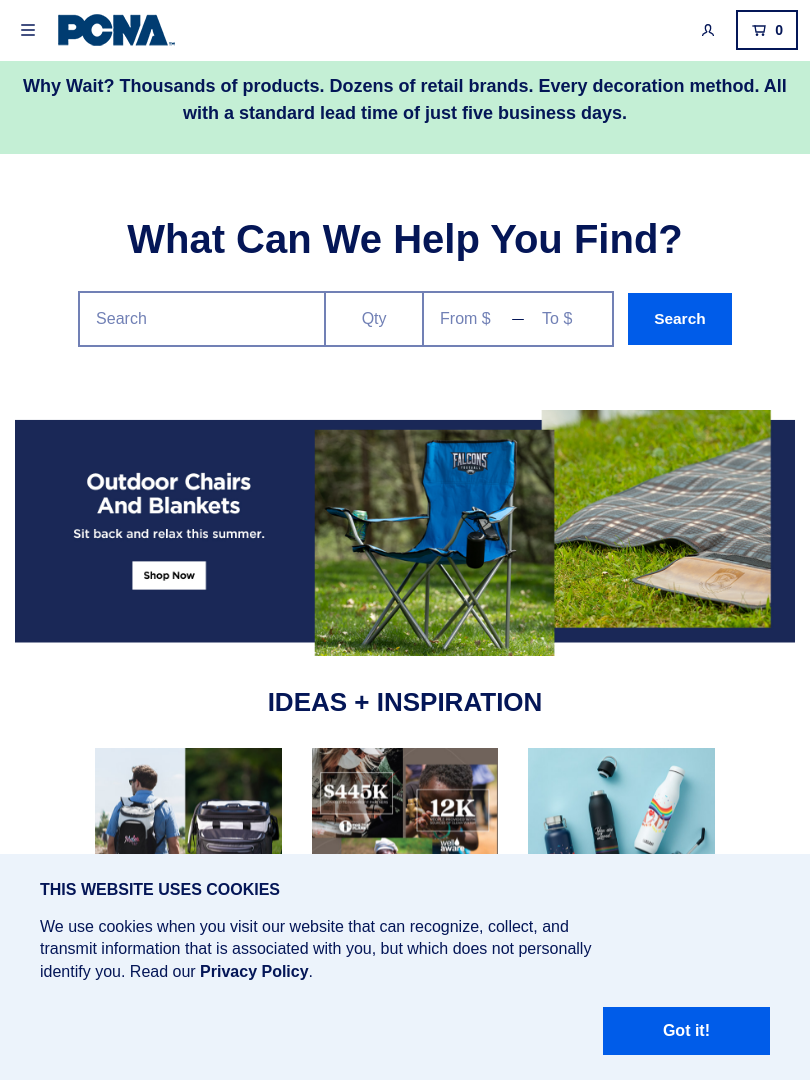 PCNA
0
Why Wait? Thousands of products. Dozens of retail brands. Every decoration method. All
with a standard lead time of just five business days.
What Can We Help You Find?
Search
Qty
From $
—
To $
Search
Outdoor Chairs
And Blankets
Sit back and relax this summer.
Shop Now
FALCONS
IDEAS + INSPIRATION
$445K
12K
well
aware
THIS WEBSITE USES COOKIES
We use cookies when you visit our website that can recognize, collect, and
transmit information that is associated with you, but which does not personally
identify you. Read our Privacy Policy.
Got it!